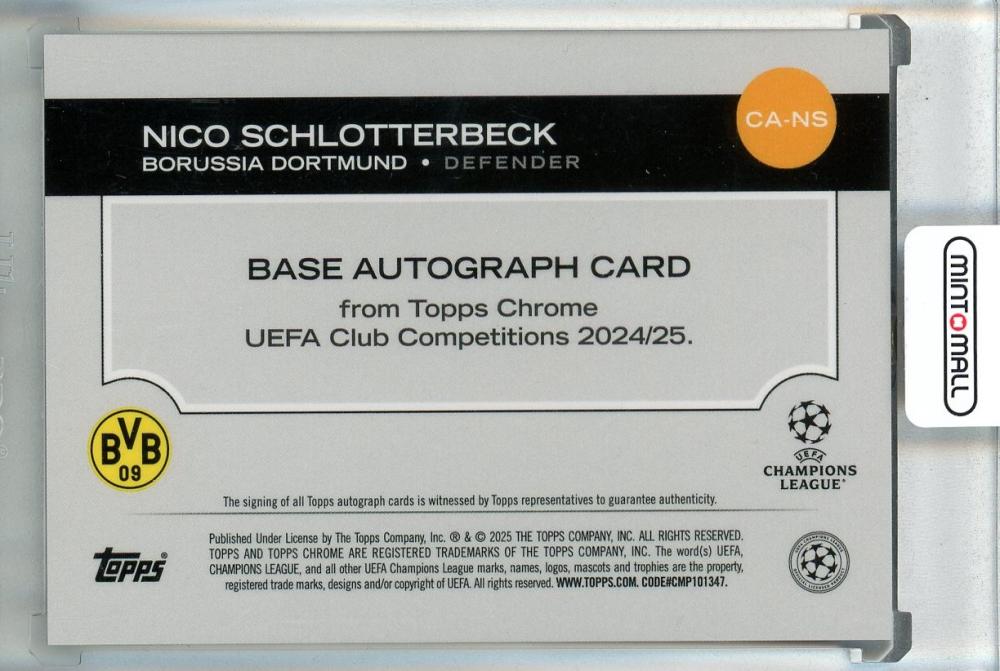 NICO SCHLOTTERBECK
BORUSSIA DORTMUND • DEFENDER
CA-NS
BASE AUTOGRAPH CARD
from Topps Chrome
UEFA Club Competitions 2024/25.
BVB
09
UEFA
CHAMPIONS
LEAGUE®
The signing of all Topps autograph cards is witnessed by Topps representatives to guarantee authenticity.
topps®
Published Under License by The Topps Company, Inc. ® & © 2025 THE TOPPS COMPANY, INC. ALL RIGHTS RESERVED.
TOPPS AND TOPPS CHROME ARE REGISTERED TRADEMARKS OF THE TOPPS COMPANY, INC. The word(s) UEFA,
CHAMPIONS LEAGUE, and all other UEFA Champions League marks, names, logos, mascots and trophies are the property,
registered trade marks, designs and/or copyright of UEFA. All rights reserved. WWW.TOPPS.COM. CODE#CMP101347.
MINT MALL